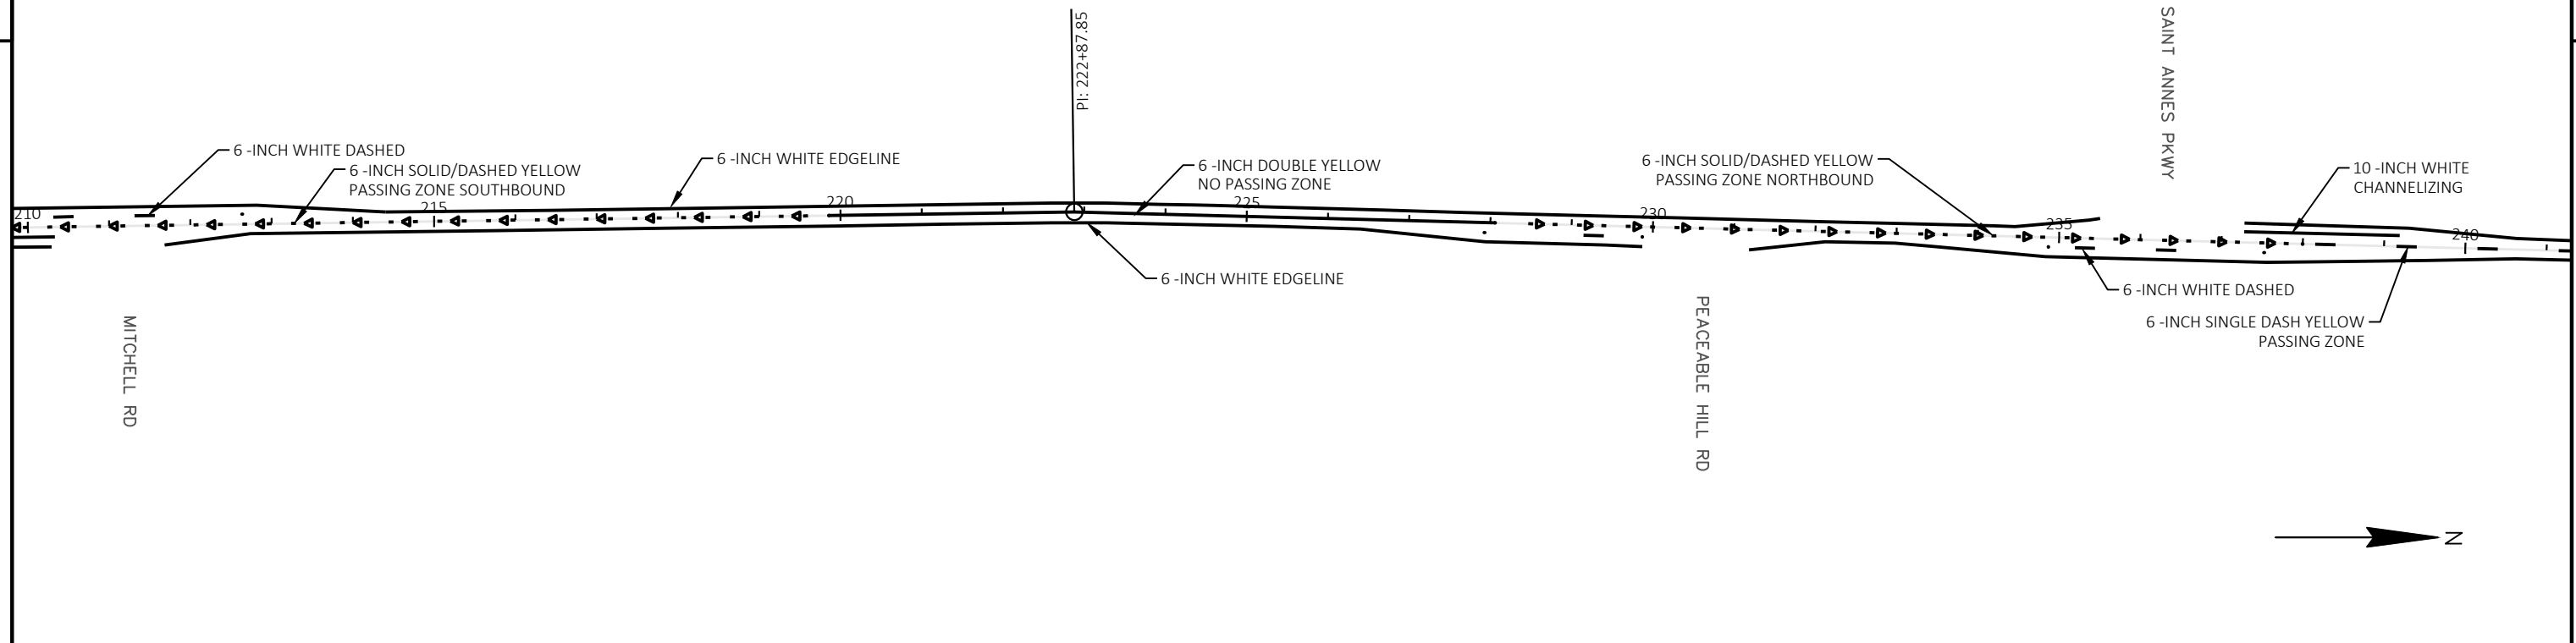 PI: 222+87.85
SAINT ANNES PKWY
6 -INCH WHITE DASHED
6 -INCH SOLID/DASHED YELLOW
PASSING ZONE SOUTHBOUND
6 -INCH WHITE EDGELINE
6 -INCH DOUBLE YELLOW
NO PASSING ZONE
6 -INCH SOLID/DASHED YELLOW
PASSING ZONE NORTHBOUND
10 -INCH WHITE
CHANNELIZING
210
215
220
225
230
235
240
6 -INCH WHITE EDGELINE
6 -INCH WHITE DASHED
6 -INCH SINGLE DASH YELLOW
PASSING ZONE
MITCHELL RD
PEACEABLE HILL RD
N